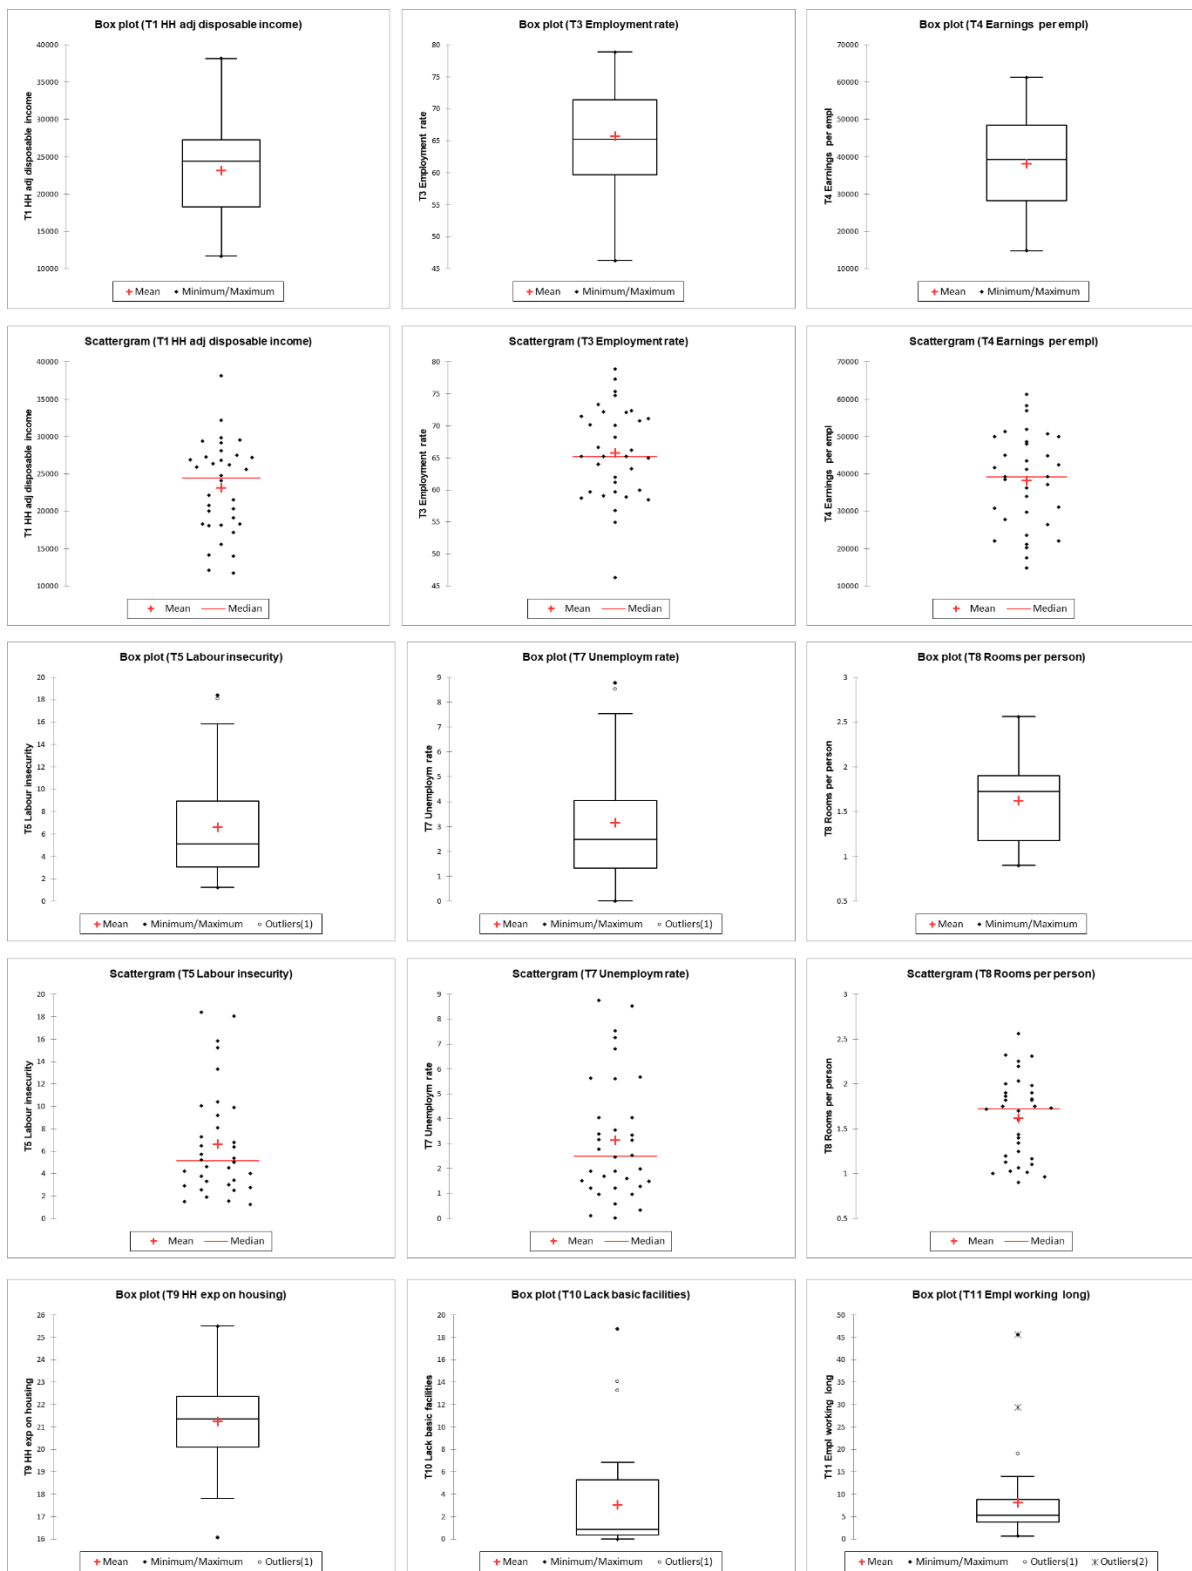 Box plot (T1 HH adj disposable income)
T1 HH adj disposable income
40000
35000
30000
25000
20000
15000
10000
+ Mean • Minimum/Maximum
Box plot (T3 Employment rate)
T3 Employment rate
80
75
70
65
60
55
50
45
+ Mean • Minimum/Maximum
Box plot (T4 Earnings per empl)
T4 Earnings per empl
70000
60000
50000
40000
30000
20000
10000
+ Mean • Minimum/Maximum
Scattergram (T1 HH adj disposable income)
T1 HH adj disposable income
40000
35000
30000
25000
20000
15000
10000
+ Mean — Median
Scattergram (T3 Employment rate)
T3 Employment rate
80
75
70
65
60
55
50
45
+ Mean — Median
Scattergram (T4 Earnings per empl)
T4 Earnings per empl
70000
60000
50000
40000
30000
20000
10000
+ Mean — Median
Box plot (T5 Labour insecurity)
T5 Labour insecurity
20
18
16
14
12
10
8
6
4
2
0
+ Mean • Minimum/Maximum ○ Outliers(1)
Box plot (T7 Unemploym rate)
T7 Unemploym rate
9
8
7
6
5
4
3
2
1
0
+ Mean • Minimum/Maximum ○ Outliers(1)
Box plot (T8 Rooms per person)
T8 Rooms per person
3
2.5
2
1.5
1
0.5
+ Mean • Minimum/Maximum
Scattergram (T5 Labour insecurity)
T5 Labour insecurity
20
18
16
14
12
10
8
6
4
2
0
+ Mean — Median
Scattergram (T7 Unemploym rate)
T7 Unemploym rate
9
8
7
6
5
4
3
2
1
0
+ Mean — Median
Scattergram (T8 Rooms per person)
T8 Rooms per person
3
2.5
2
1.5
1
0.5
+ Mean — Median
Box plot (T9 HH exp on housing)
T9 HH exp on housing
26
25
24
23
22
21
20
19
18
17
16
+ Mean • Minimum/Maximum ○ Outliers(1)
Box plot (T10 Lack basic facilities)
T10 Lack basic facilities
20
18
16
14
12
10
8
6
4
2
0
+ Mean • Minimum/Maximum ○ Outliers(1)
Box plot (T11 Empl working long)
T11 Empl working long
50
45
40
35
30
25
20
15
10
5
0
+ Mean • Minimum/Maximum ○ Outliers(1) ж Outliers(2)